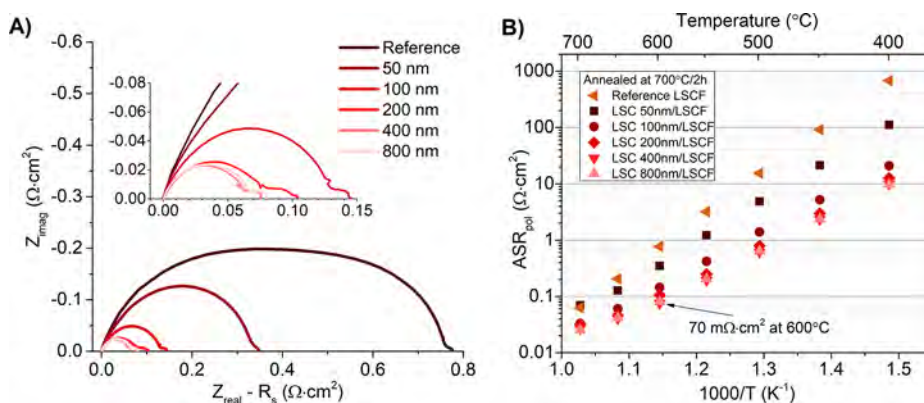 A)
-0.6
-0.5
-0.4
-0.3
-0.2
-0.1
0.0
Z_imag (Ω·cm²)
Reference
50 nm
100 nm
200 nm
400 nm
800 nm
-0.08
-0.06
-0.04
-0.02
0.00
0.00 0.05 0.10 0.15
0.0 0.2 0.4 0.6 0.8
Z_real - R_s (Ω·cm²)
B)
Temperature (°C)
700 600 500 400
1000
100
10
1
0.1
0.01
ASR_pol (Ω·cm²)
Annealed at 700°C/2h
Reference LSCF
LSC 50nm/LSCF
LSC 100nm/LSCF
LSC 200nm/LSCF
LSC 400nm/LSCF
LSC 800nm/LSCF
70 mΩ·cm² at 600°C
1.0 1.1 1.2 1.3 1.4 1.5
1000/T (K⁻¹)